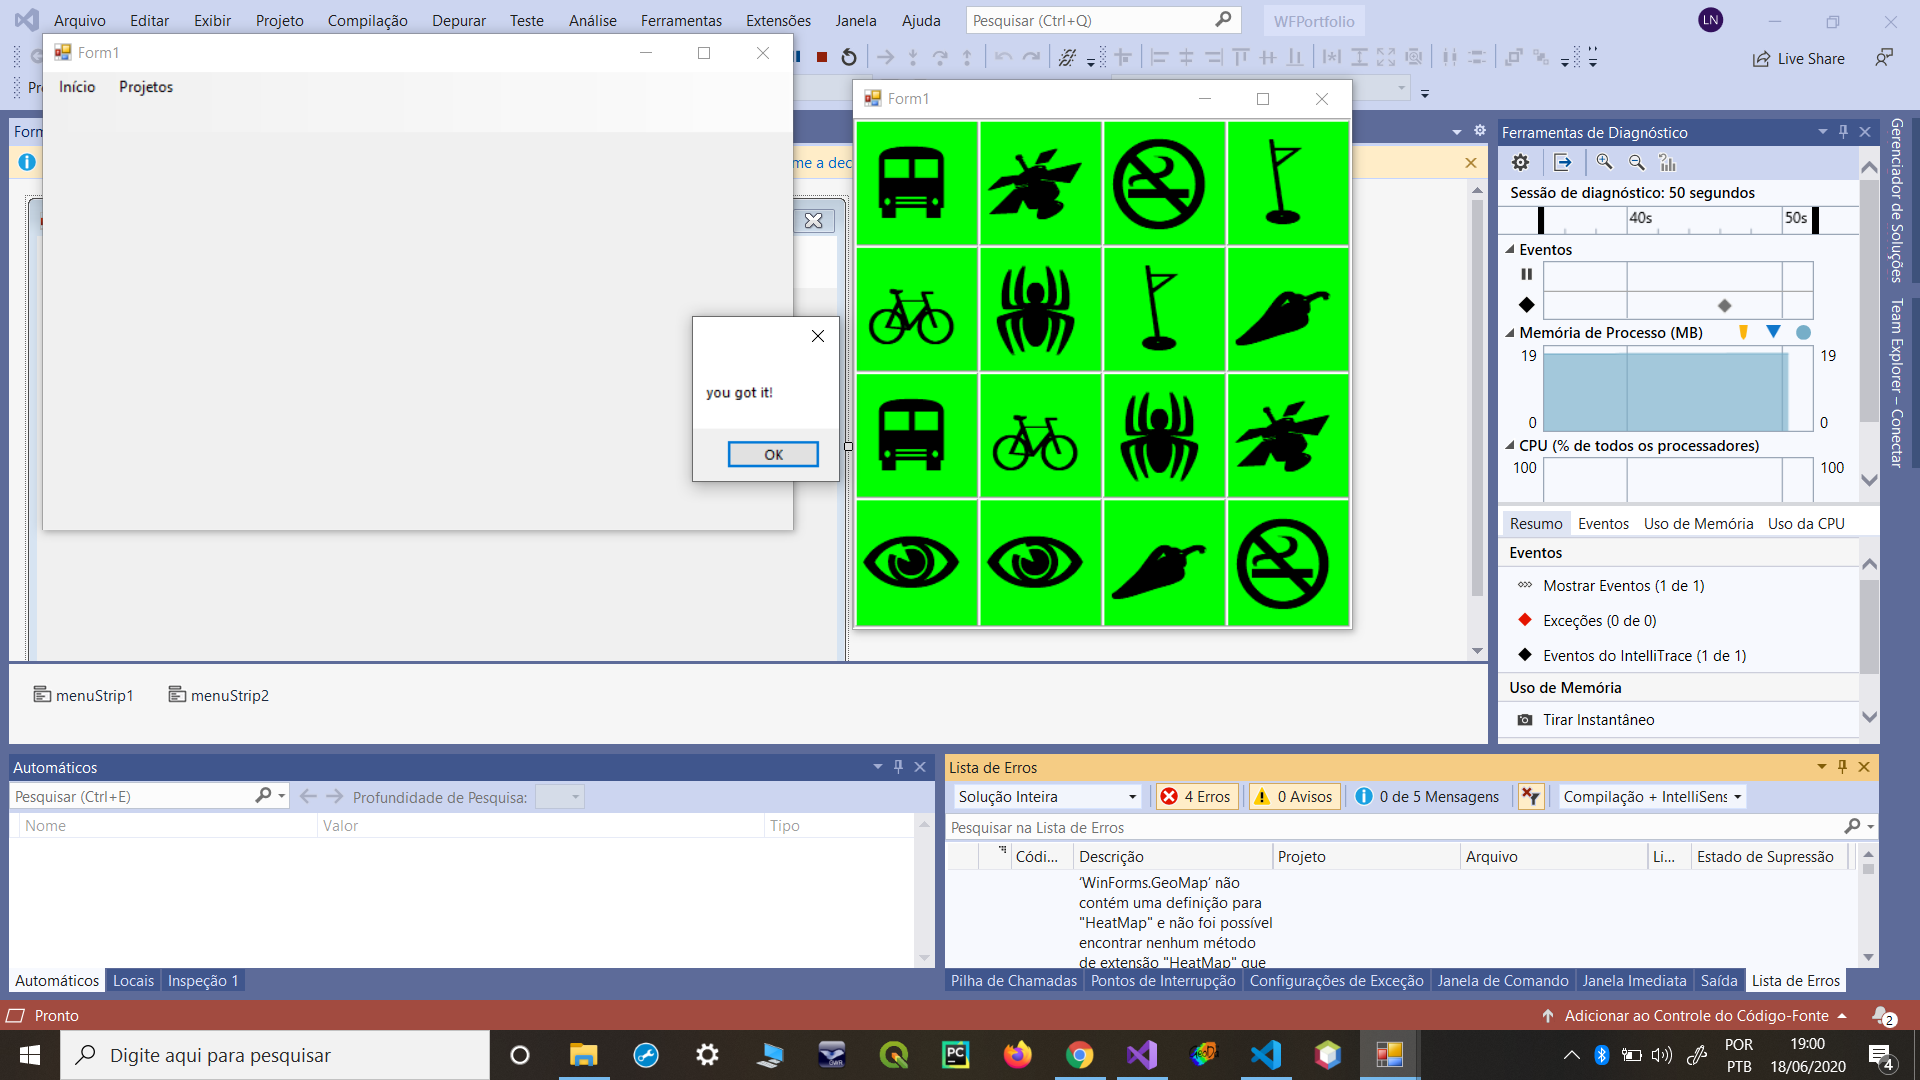 Arquivo Editar Exibir Projeto Compilação Depurar Teste Análise Ferramentas Extensões Janela Ajuda Pesquisar (Ctrl+Q) WFPortfolio LN
Form1
Live Share
Início Projetos
Form1
me a dec
Ferramentas de Diagnóstico
Sessão de diagnóstico: 50 segundos
40s 50s
Eventos
Memória de Processo (MB)
19 19
0 0
CPU (% de todos os processadores)
100 100
Resumo Eventos Uso de Memória Uso da CPU
Eventos
Mostrar Eventos (1 de 1)
Exceções (0 de 0)
Eventos do IntelliTrace (1 de 1)
Uso de Memória
Tirar Instantâneo
Gerenciador de Soluções
Team Explorer – Conectar
you got it!
OK
menuStrip1 menuStrip2
Automáticos
Pesquisar (Ctrl+E) Profundidade de Pesquisa:
Nome Valor Tipo
Automáticos Locais Inspeção 1
Lista de Erros
Solução Inteira 4 Erros 0 Avisos 0 de 5 Mensagens Compilação + IntelliSens
Pesquisar na Lista de Erros
Códi... Descrição Projeto Arquivo Li... Estado de Supressão
'WinForms.GeoMap' não
contém uma definição para
"HeatMap" e não foi possível
encontrar nenhum método
de extensão "HeatMap" que
Pilha de Chamadas Pontos de Interrupção Configurações de Exceção Janela de Comando Janela Imediata Saída Lista de Erros
Pronto
Adicionar ao Controle do Código-Fonte 2
Digite aqui para pesquisar
POR
PTB
19:00
18/06/2020
4